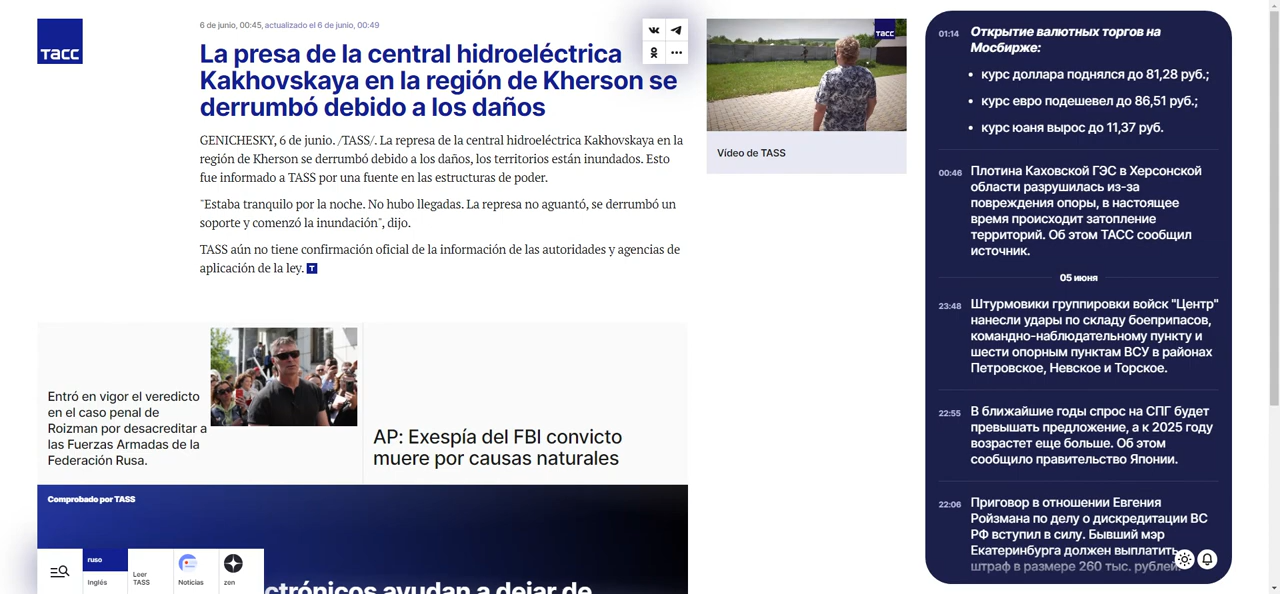 тасс
6 de junio, 00:45, actualizado el 6 de junio, 00:49
La presa de la central hidroeléctrica
Kakhovskaya en la región de Kherson se
derrumbó debido a los daños
GENICHESKY, 6 de junio. /TASS/. La represa de la central hidroeléctrica Kakhovskaya en la
región de Kherson se derrumbó debido a los daños, los territorios están inundados. Esto
fue informado a TASS por una fuente en las estructuras de poder.
"Estaba tranquilo por la noche. No hubo llegadas. La represa no aguantó, se derrumbó un
soporte y comenzó la inundación", dijo.
TASS aún no tiene confirmación oficial de la información de las autoridades y agencias de
aplicación de la ley.
Entró en vigor el veredicto
en el caso penal de
Roizman por desacreditar a
las Fuerzas Armadas de la
Federación Rusa.
AP: Exespía del FBI convicto
muere por causas naturales
Comprobado por TASS
ctrónicos ayudan a dejar de
ruso
Inglés
Leer
TASS
Noticias
zen
тасс
Vídeo de TASS
01:14 Открытие валютных торгов на
Мосбирже:
• курс доллара поднялся до 81,28 руб.;
• курс евро подешевел до 86,51 руб.;
• курс юаня вырос до 11,37 руб.
00:46 Плотина Каховской ГЭС в Херсонской
области разрушилась из-за
повреждения опоры, в настоящее
время происходит затопление
территорий. Об этом ТАСС сообщил
источник.
05 июня
23:48 Штурмовики группировки войск "Центр"
нанесли удары по складу боеприпасов,
командно-наблюдательному пункту и
шести опорным пунктам ВСУ в районах
Петровское, Невское и Торское.
22:55 В ближайшие годы спрос на СПГ будет
превышать предложение, а к 2025 году
возрастет еще больше. Об этом
сообщило правительство Японии.
22:06 Приговор в отношении Евгения
Ройзмана по делу о дискредитации ВС
РФ вступил в силу. Бывший мэр
Екатеринбурга должен выплатить
штраф в размере 260 тыс. рублей.